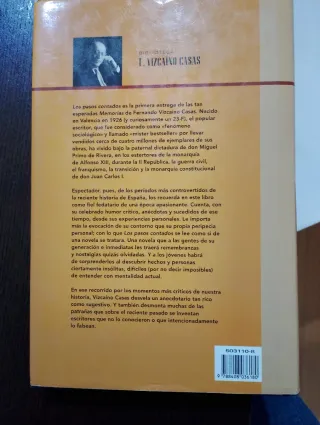 BIBLIOTECA
F. VIZCAINO CASAS
Los pasos contados es la primera entrega de las tan
esperadas Memorias de Fernando Vizcaíno Casas. Nacido
en Valencia en 1926 (y curiosamente un 23-F), el popular
escritor, que fue considerado como «fenómeno
sociológico» y llamado «mister bestseller» por llevar
vendidos cerca de cuatro millones de ejemplares de sus
obras, ha vivido bajo la paternal dictadura de don Miguel
Primo de Rivera, en los estertores de la monarquía
de Alfonso XIII, durante la II República, la guerra civil,
el franquismo, la transición y la monarquía constitucional
de don Juan Carlos I.
Espectador, pues, de los períodos más controvertidos de
la reciente historia de España, los recuerda en este libro
como fiel fedatario de una época apasionante. Cuenta, con
su celebrado humor crítico, anécdotas y sucedidos de ese
tiempo, desde sus experiencias personales. Le importa
más la evocación de su contorno que su propia peripecia
personal; con lo que Los pasos contados se lee como si de
una novela se tratara. Una novela que a las gentes de su
generación e inmediatas les traerá remembranzas
y nostalgias quizás olvidadas. Y a los jóvenes habrá
de sorprenderles al descubrir hechos y personas
ciertamente insólitas, difíciles (por no decir imposibles)
de entender con mentalidad actual.
En ese recorrido por los momentos más críticos de nuestra
historia, Vizcaíno Casas desvela un anecdotario tan rico
como sugestivo. Y también desmonta muchas de las
patrañas que sobre el reciente pasado se inventan
escritores que no lo conocieron o que intencionadamente
lo falsean.
603110-6